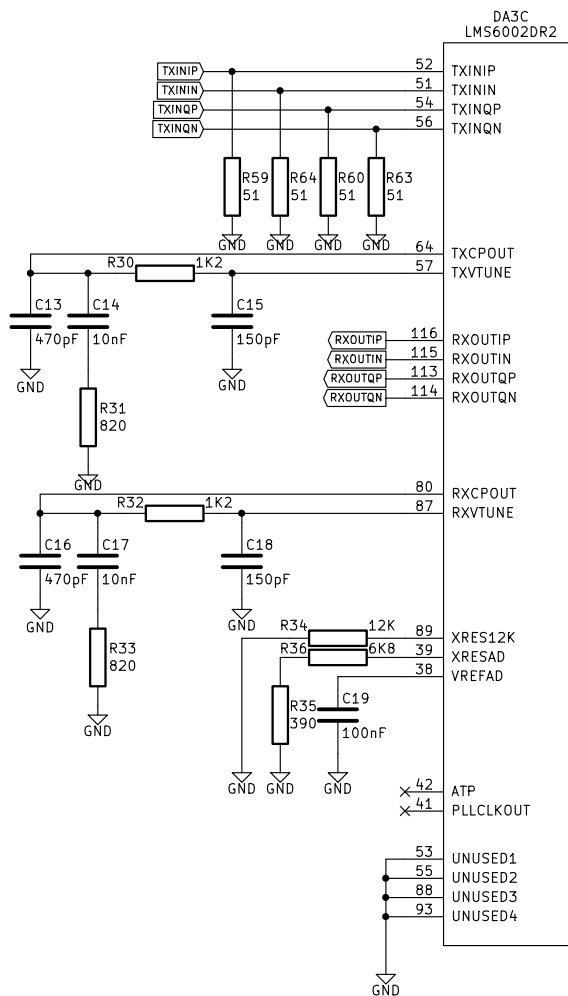 DA3C
LMS6002DR2
TXINIP 52 TXINIP
TXININ 51 TXININ
TXINQP 54 TXINQP
TXINQN 56 TXINQN
R59 R64 R60 R63
51 51 51 51
GND GND GND GND
64 TXCPOUT
R30 1K2 57 TXVTUNE
C13 C14 C15
470pF 10nF 150pF
RXOUTIP 116 RXOUTIP
RXOUTIN 115 RXOUTIN
GND GND
RXOUTQP 113 RXOUTQP
RXOUTQN 114 RXOUTQN
R31
820
GND
80 RXCPOUT
R32 1K2 87 RXVTUNE
C16 C17 C18
470pF 10nF 150pF
GND GND
R34 12K 89 XRES12K
R33 R36 6K8 39 XRESAD
820
38 VREFAD
C19
R35
390 100nF
GND
GND GND GND
42 ATP
41 PLLCLKOUT
53 UNUSED1
55 UNUSED2
88 UNUSED3
93 UNUSED4
GND